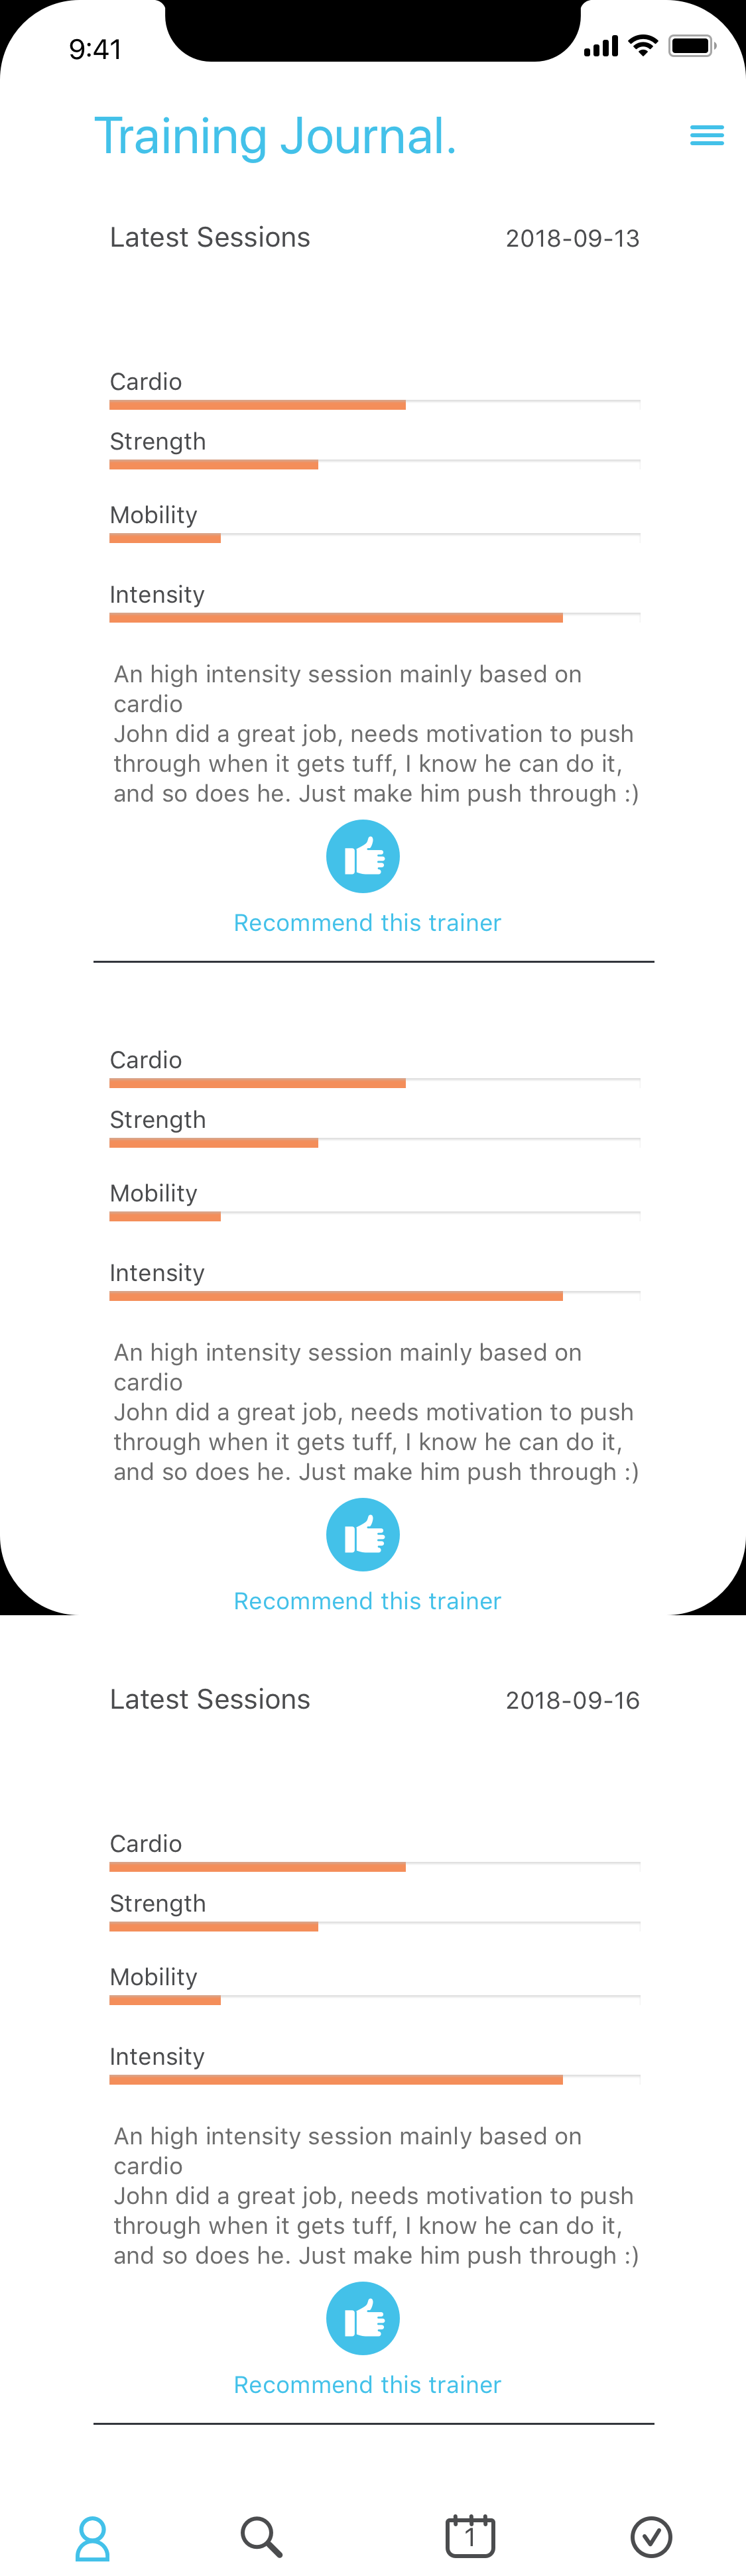 9:41
Training Journal.
Latest Sessions 2018-09-13
Cardio
Strength
Mobility
Intensity
An high intensity session mainly based on
cardio
John did a great job, needs motivation to push
through when it gets tuff, I know he can do it,
and so does he. Just make him push through :)
Recommend this trainer
Cardio
Strength
Mobility
Intensity
An high intensity session mainly based on
cardio
John did a great job, needs motivation to push
through when it gets tuff, I know he can do it,
and so does he. Just make him push through :)
Recommend this trainer
Latest Sessions 2018-09-16
Cardio
Strength
Mobility
Intensity
An high intensity session mainly based on
cardio
John did a great job, needs motivation to push
through when it gets tuff, I know he can do it,
and so does he. Just make him push through :)
Recommend this trainer
1